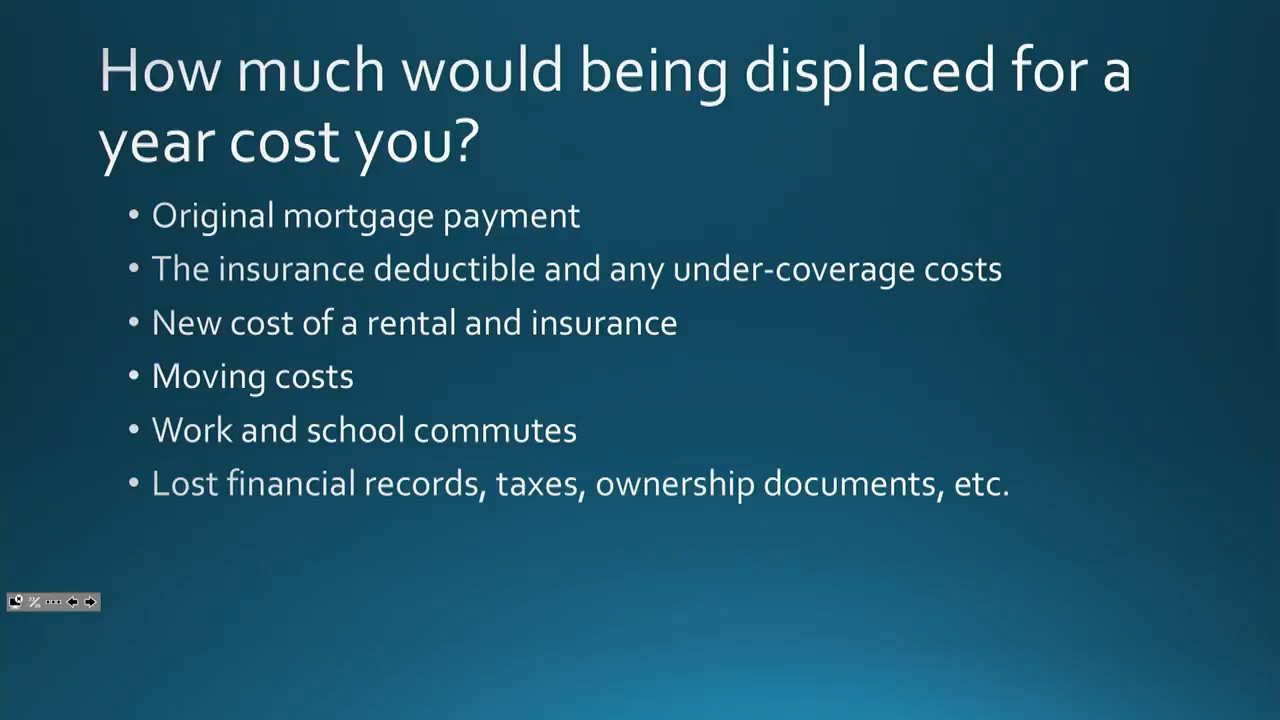 How much would being displaced for a
year cost you?
• Original mortgage payment
• The insurance deductible and any under-coverage costs
• New cost of a rental and insurance
• Moving costs
• Work and school commutes
• Lost financial records, taxes, ownership documents, etc.